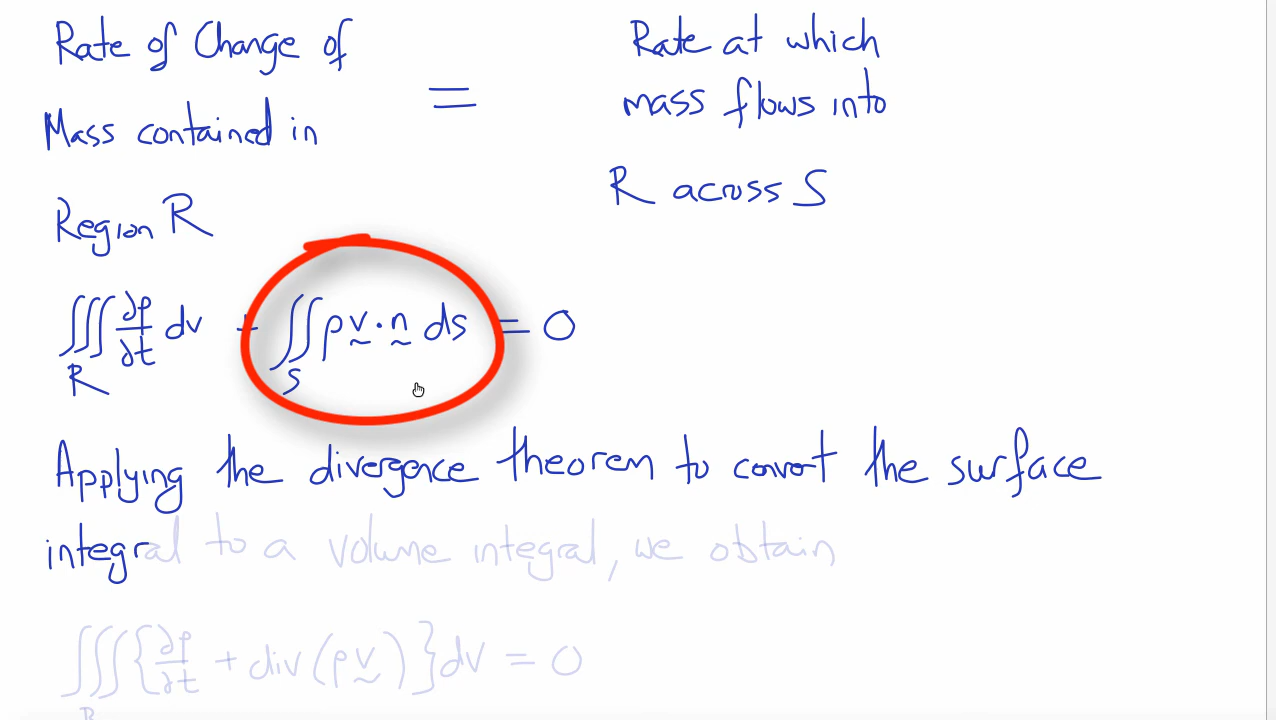 Rate of Change of
Mass contained in
Region R
=
Rate at which
mass flows into
R across S
∭_R ∂ρ/∂t dv + ∬_S ρ v · n ds = 0
Applying the divergence theorem to convert the surface
integral to a volume integral, we obtain
∭_R {∂ρ/∂t + div (ρ v)} dv = 0